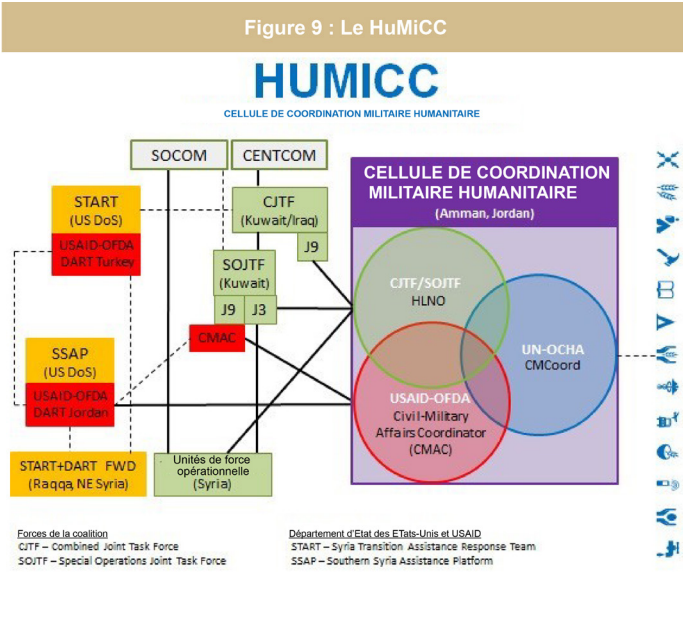 Figure 9 : Le HuMiCC
HUMICC
CELLULE DE COORDINATION MILITAIRE HUMANITAIRE
SOCOM
CENTCOM
CELLULE DE COORDINATION
MILITAIRE HUMANITAIRE
(Amman, Jordan)
START
(US DoS)
USAID-OFDA
DART Turkey
CJTF
(Kuwait/Iraq)
J9
SOJTF
(Kuwait)
J9
J3
CMAC
CJTF/SOJTF
HLNO
UN-OCHA
CMCoord
USAID-OFDA
Civil-Military
Affairs Coordinator
(CMAC)
SSAP
(US DoS)
USAID-OFDA
DART Jordan
START+DART FWD
(Raqqa, NE Syria)
Unités de force
opérationnelle
(Syria)
Forces de la coalition
CJTF – Combined Joint Task Force
SOJTF – Special Operations Joint Task Force
Département d'Etat des ETats-Unis et USAID
START – Syria Transition Assistance Response Team
SSAP – Southern Syria Assistance Platform